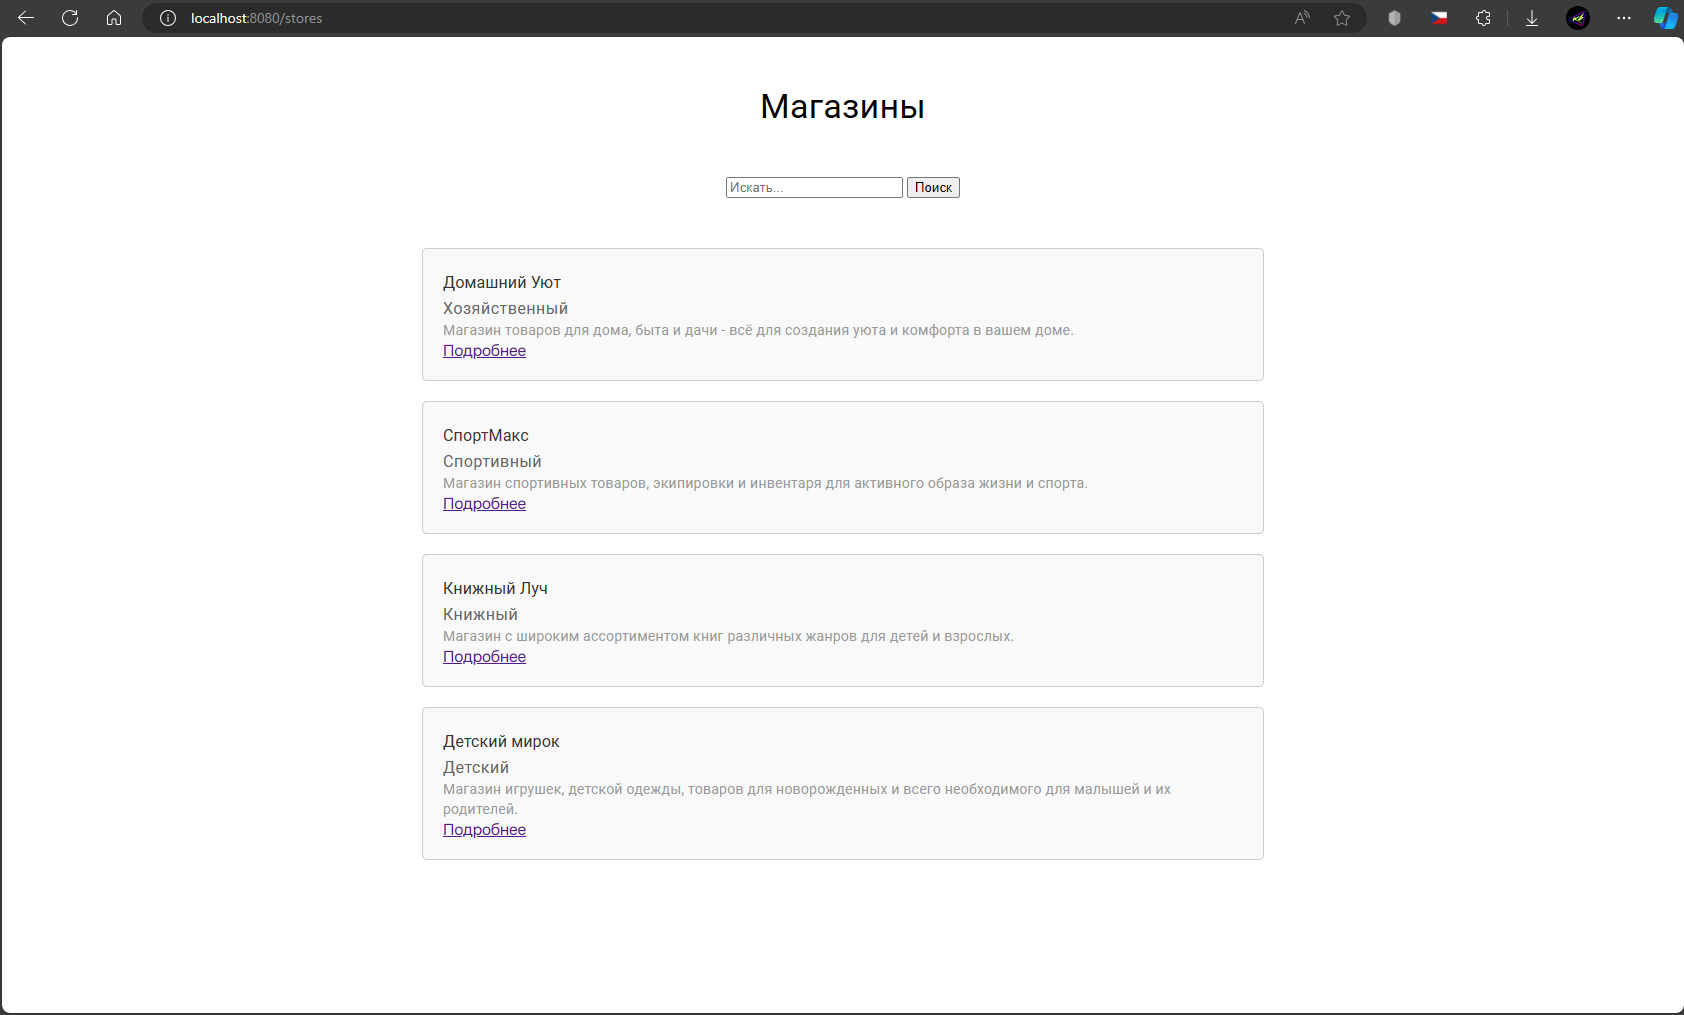 localhost:8080/stores
Магазины
Искать... Поиск
Домашний Уют
Хозяйственный
Магазин товаров для дома, быта и дачи - всё для создания уюта и комфорта в вашем доме.
Подробнее
СпортМакс
Спортивный
Магазин спортивных товаров, экипировки и инвентаря для активного образа жизни и спорта.
Подробнее
Книжный Луч
Книжный
Магазин с широким ассортиментом книг различных жанров для детей и взрослых.
Подробнее
Детский мирок
Детский
Магазин игрушек, детской одежды, товаров для новорожденных и всего необходимого для малышей и их
родителей.
Подробнее